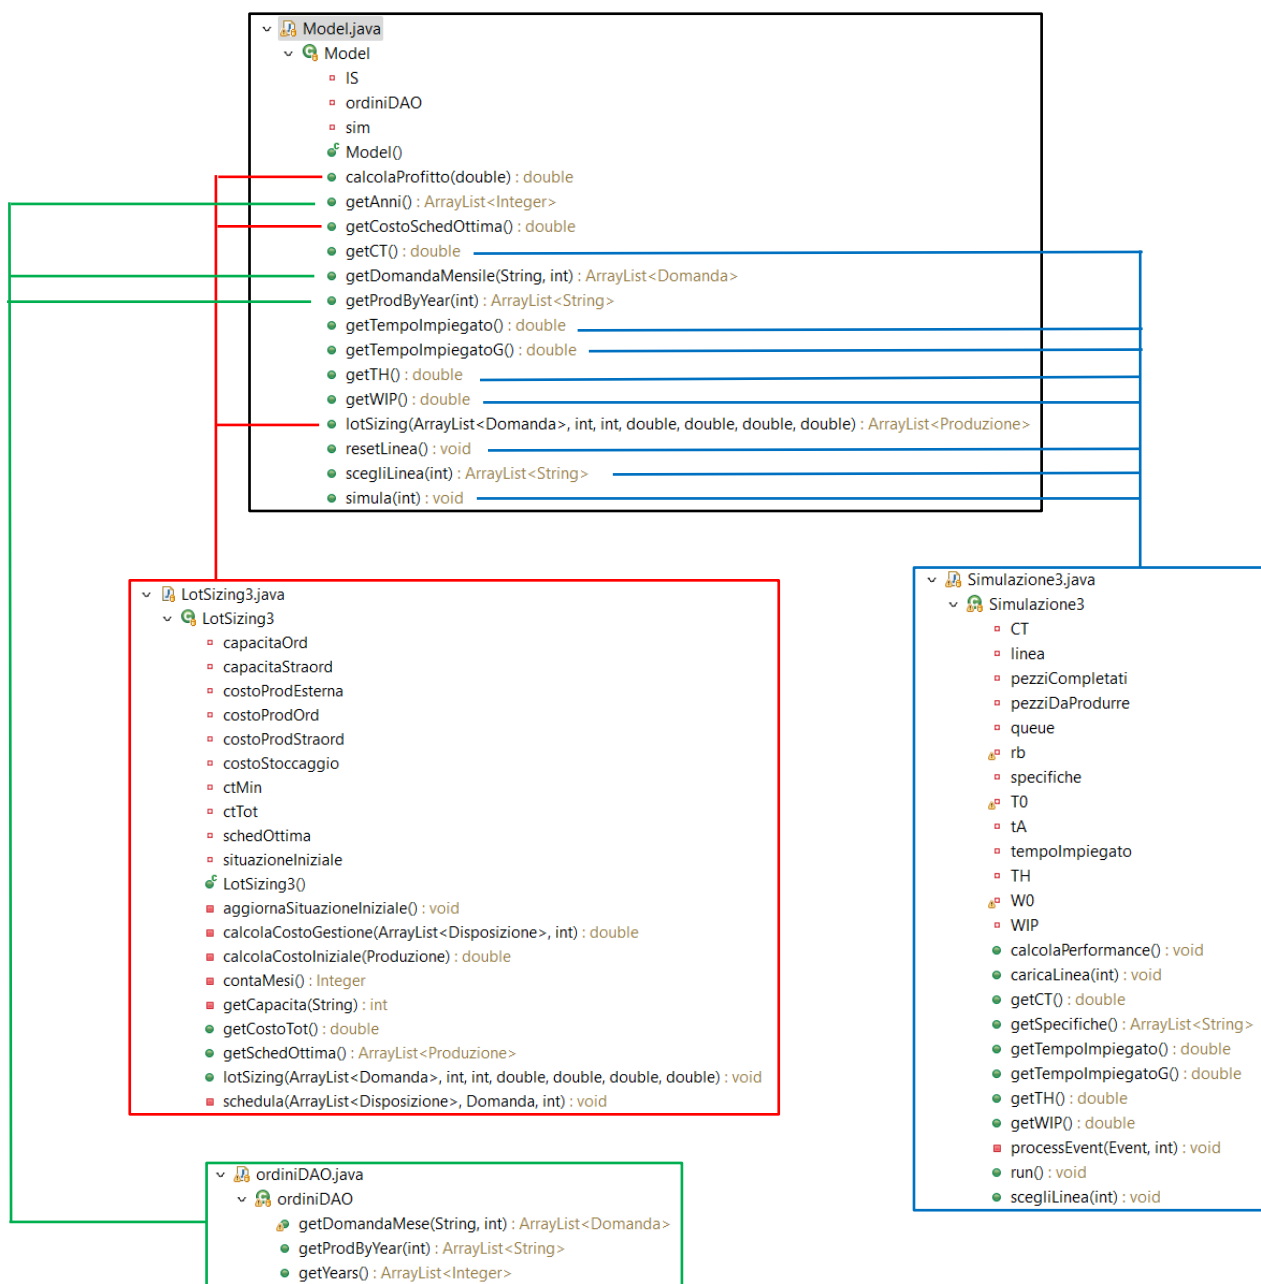 Model.java
Model
lS
ordiniDAO
sim
Model()
calcolaProfitto(double) : double
getAnni() : ArrayList<Integer>
getCostoSchedOttima() : double
getCT() : double
getDomandaMensile(String, int) : ArrayList<Domanda>
getProdByYear(int) : ArrayList<String>
getTempoImpiegato() : double
getTempoImpiegatoG() : double
getTH() : double
getWIP() : double
lotSizing(ArrayList<Domanda>, int, int, double, double, double, double) : ArrayList<Produzione>
resetLinea() : void
scegliLinea(int) : ArrayList<String>
simula(int) : void
LotSizing3.java
LotSizing3
capacitaOrd
capacitaStraord
costoProdEsterna
costoProdOrd
costoProdStraord
costoStoccaggio
ctMin
ctTot
schedOttima
situazioneIniziale
LotSizing3()
aggiornaSituazioneIniziale() : void
calcolaCostoGestione(ArrayList<Disposizione>, int) : double
calcolaCostoIniziale(Produzione) : double
contaMesi() : Integer
getCapacita(String) : int
getCostoTot() : double
getSchedOttima() : ArrayList<Produzione>
lotSizing(ArrayList<Domanda>, int, int, double, double, double, double) : void
schedula(ArrayList<Disposizione>, Domanda, int) : void
Simulazione3.java
Simulazione3
CT
linea
pezziCompletati
pezziDaProdurre
queue
rb
specifiche
T0
tA
tempoImpiegato
TH
W0
WIP
calcolaPerformance() : void
caricaLinea(int) : void
getCT() : double
getSpecifiche() : ArrayList<String>
getTempoImpiegato() : double
getTempoImpiegatoG() : double
getTH() : double
getWIP() : double
processEvent(Event, int) : void
run() : void
scegliLinea(int) : void
ordiniDAO.java
ordiniDAO
getDomandaMese(String, int) : ArrayList<Domanda>
getProdByYear(int) : ArrayList<String>
getYears() : ArrayList<Integer>